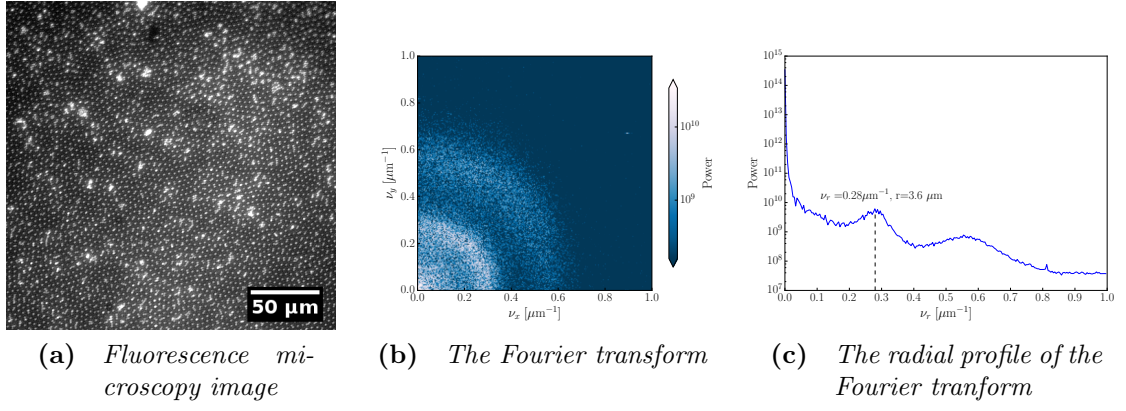 50 μm
1.0
0.8
0.6
0.4
0.2
0.0
ν_y [μm⁻¹]
0.0 0.2 0.4 0.6 0.8 1.0
ν_x [μm⁻¹]
10¹⁰
10⁹
Power
10¹⁵
10¹⁴
10¹³
10¹²
10¹¹
10¹⁰
10⁹
10⁸
10⁷
Power
ν_r =0.28μm⁻¹, r=3.6 μm
0.0 0.1 0.2 0.3 0.4 0.5 0.6 0.7 0.8 0.9 1.0
ν_r [μm⁻¹]
(a) Fluorescence mi-
croscopy image
(b) The Fourier transform
(c) The radial profile of the
Fourier tranform